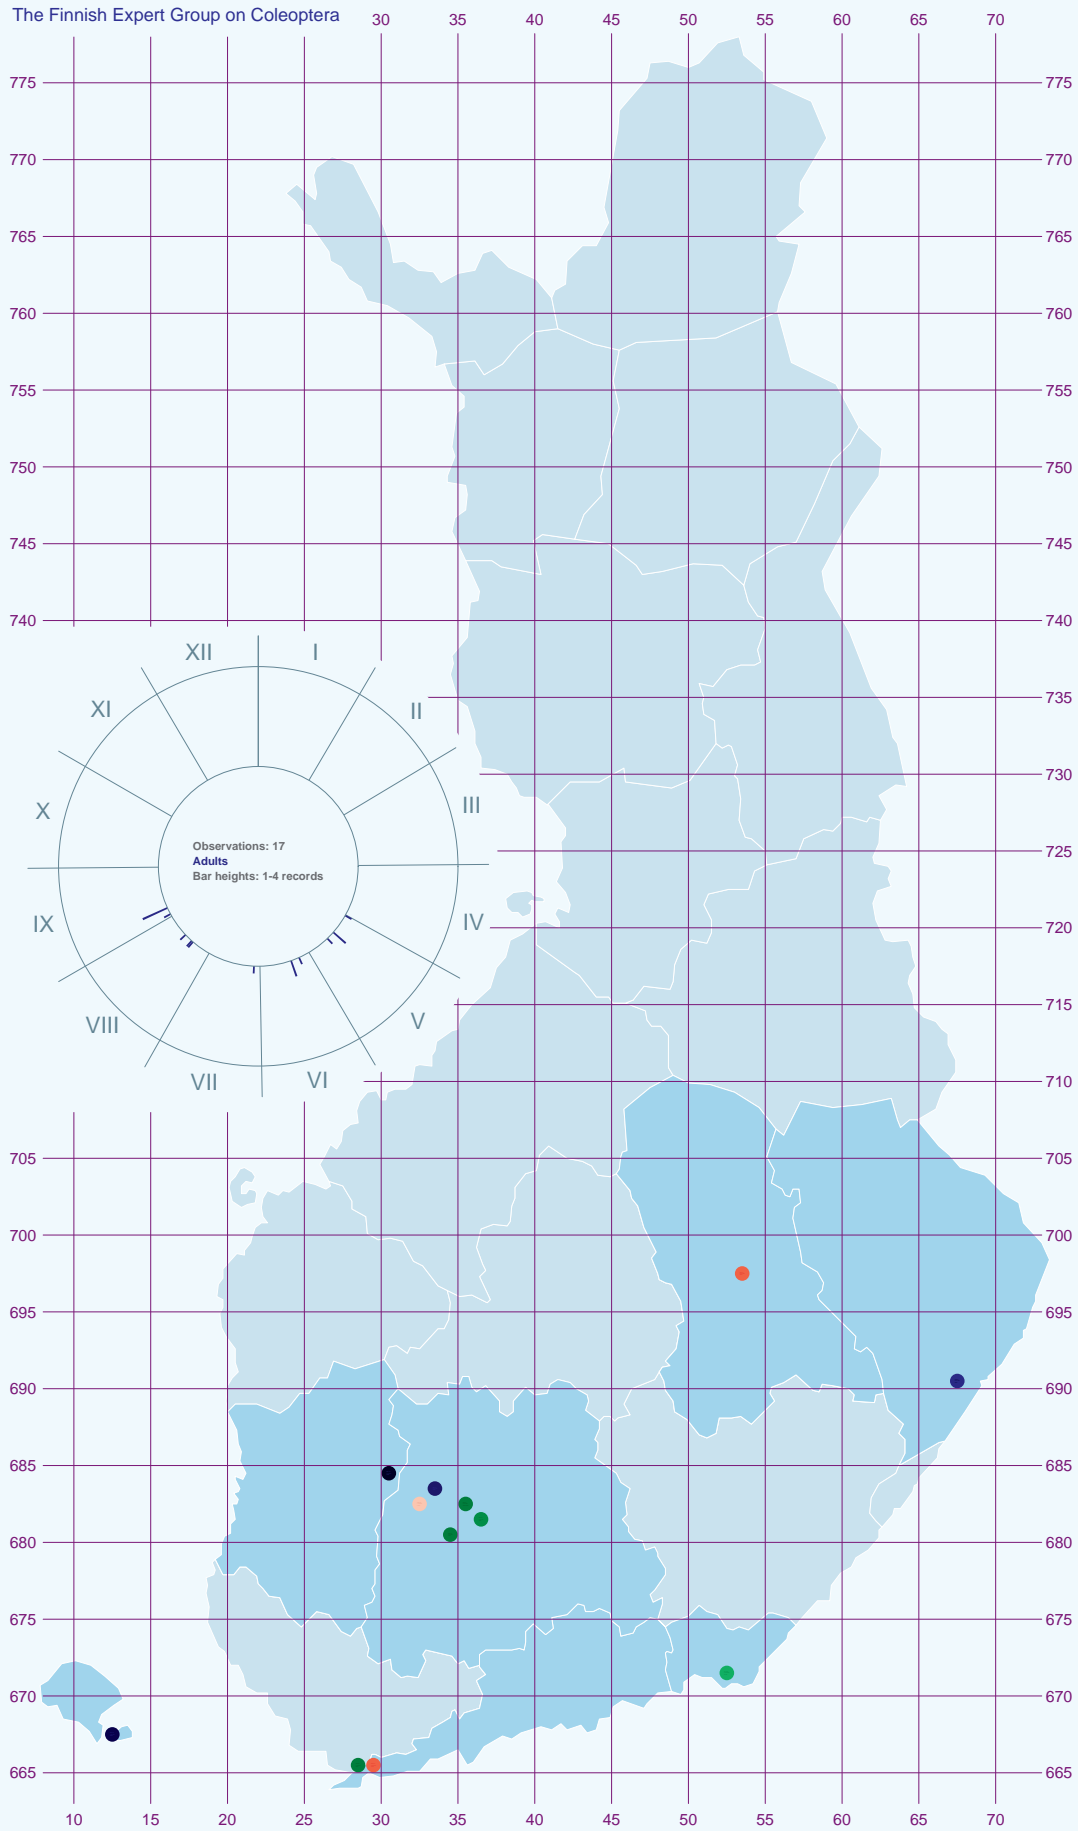 The Finnish Expert Group on Coleoptera
30 35 40 45 50 55 60 65 70
775 775
770 770
765 765
760 760
755 755
750 750
745 745
740 740
XII I
735
XI II
730
X III
Observations: 17
Adults
Bar heights: 1-4 records
725
IX IV
720
715
VIII V
VII VI
710
705 705
700 700
695 695
690 690
685 685
680 680
675 675
670 670
665 665
10 15 20 25 30 35 40 45 50 55 60 65 70